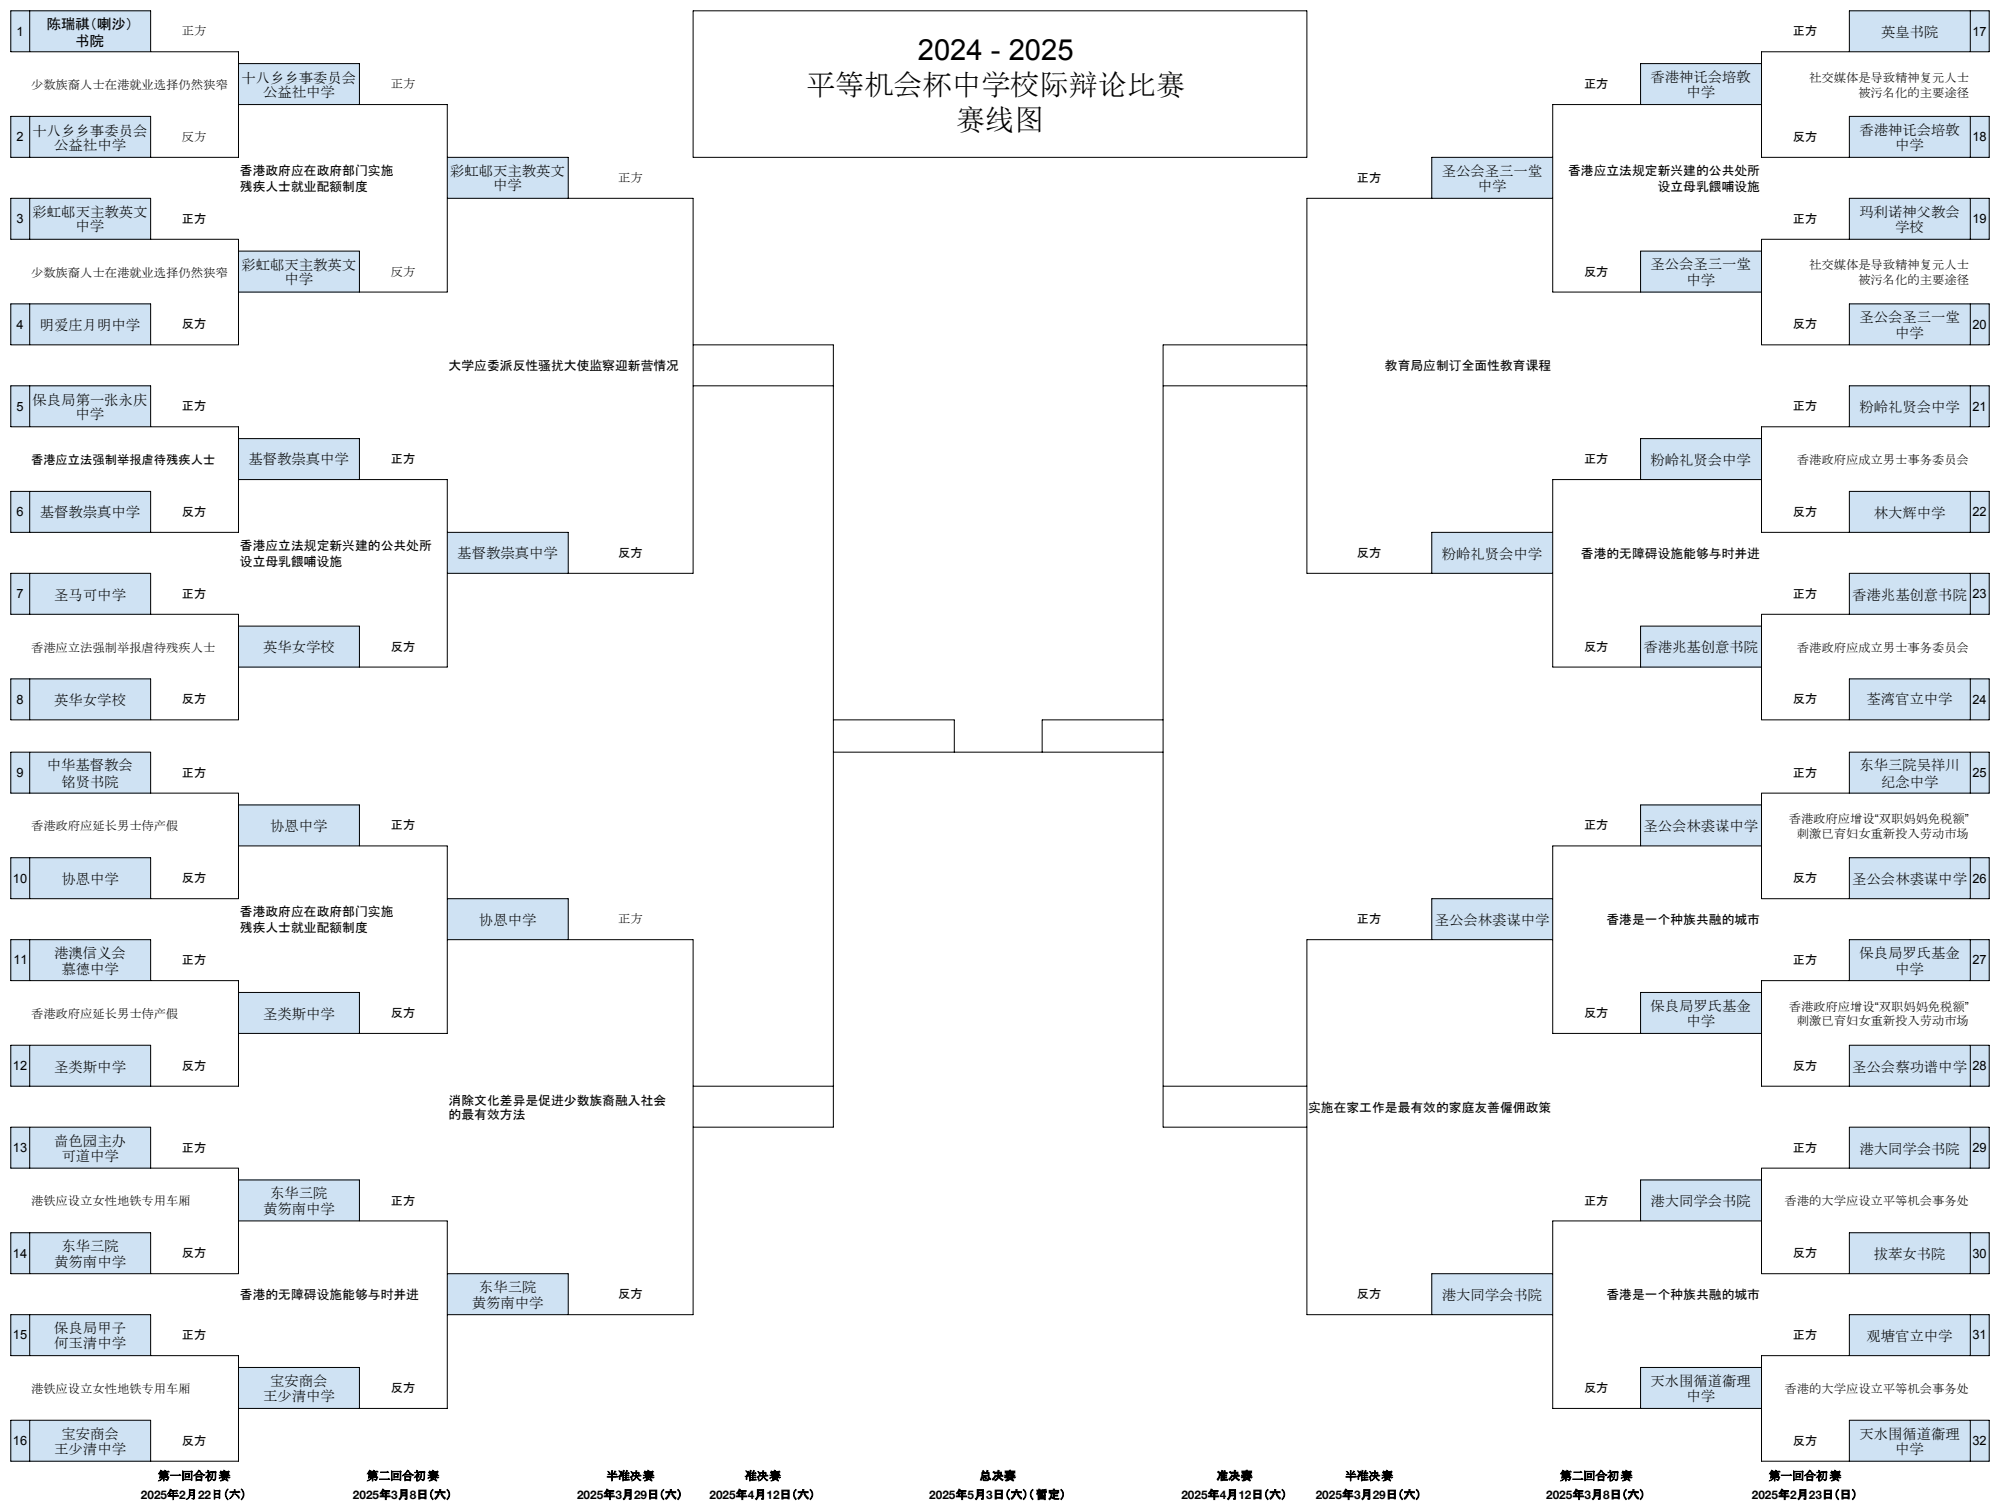 2024 - 2025
平等机会杯中学校际辩论比赛
赛线图
1
陈瑞祺（喇沙）
书院
正方
少数族裔人士在港就业选择仍然狭窄
2
十八乡乡事委员会
公益社中学
反方
3
彩虹邨天主教英文
中学
正方
少数族裔人士在港就业选择仍然狭窄
4
明爱庄月明中学
反方
5
保良局第一张永庆
中学
正方
香港应立法强制举报虐待残疾人士
6
基督教崇真中学
反方
7
圣马可中学
正方
香港应立法强制举报虐待残疾人士
8
英华女学校
反方
9
中华基督教会
铭贤书院
正方
香港政府应延长男士侍产假
10
协恩中学
反方
11
港澳信义会
慕德中学
正方
香港政府应延长男士侍产假
12
圣类斯中学
反方
13
啬色园主办
可道中学
正方
港铁应设立女性地铁专用车厢
14
东华三院
黄笏南中学
反方
15
保良局甲子
何玉清中学
正方
港铁应设立女性地铁专用车厢
16
宝安商会
王少清中学
反方
第一回合初赛
2025年2月22日（六）
十八乡乡事委员会
公益社中学
正方
香港政府应在政府部门实施
残疾人士就业配额制度
彩虹邨天主教英文
中学
反方
基督教崇真中学
正方
香港应立法规定新兴建的公共处所
设立母乳餵哺设施
英华女学校
反方
协恩中学
正方
香港政府应在政府部门实施
残疾人士就业配额制度
圣类斯中学
反方
东华三院
黄笏南中学
正方
香港的无障碍设施能够与时并进
宝安商会
王少清中学
反方
第二回合初赛
2025年3月8日（六）
彩虹邨天主教英文
中学
正方
大学应委派反性骚扰大使监察迎新营情况
基督教崇真中学
反方
协恩中学
正方
消除文化差异是促进少数族裔融入社会
的最有效方法
东华三院
黄笏南中学
反方
半准决赛
2025年3月29日（六）
准决赛
2025年4月12日（六）
总决赛
2025年5月3日（六）（暂定）
准决赛
2025年4月12日（六）
正方
圣公会圣三一堂
中学
教育局应制订全面性教育课程
反方
粉岭礼贤会中学
正方
圣公会林裘谋中学
实施在家工作是最有效的家庭友善僱佣政策
反方
港大同学会书院
半准决赛
2025年3月29日（六）
正方
香港神讬会培敦
中学
香港应立法规定新兴建的公共处所
设立母乳餵哺设施
反方
圣公会圣三一堂
中学
正方
粉岭礼贤会中学
香港的无障碍设施能够与时并进
反方
香港兆基创意书院
正方
圣公会林裘谋中学
香港是一个种族共融的城市
反方
保良局罗氏基金
中学
正方
港大同学会书院
香港是一个种族共融的城市
反方
天水围循道衞理
中学
第二回合初赛
2025年3月8日（六）
正方
英皇书院
17
社交媒体是导致精神复元人士
被污名化的主要途径
反方
香港神讬会培敦
中学
18
正方
玛利诺神父教会
学校
19
社交媒体是导致精神复元人士
被污名化的主要途径
反方
圣公会圣三一堂
中学
20
正方
粉岭礼贤会中学
21
香港政府应成立男士事务委员会
反方
林大辉中学
22
正方
香港兆基创意书院
23
香港政府应成立男士事务委员会
反方
荃湾官立中学
24
正方
东华三院吴祥川
纪念中学
25
香港政府应增设“双职妈妈免税额”
刺激已育妇女重新投入劳动市场
反方
圣公会林裘谋中学
26
正方
保良局罗氏基金
中学
27
香港政府应增设“双职妈妈免税额”
刺激已育妇女重新投入劳动市场
反方
圣公会蔡功谱中学
28
正方
港大同学会书院
29
香港的大学应设立平等机会事务处
反方
拔萃女书院
30
正方
观塘官立中学
31
香港的大学应设立平等机会事务处
反方
天水围循道衞理
中学
32
第一回合初赛
2025年2月23日（日）